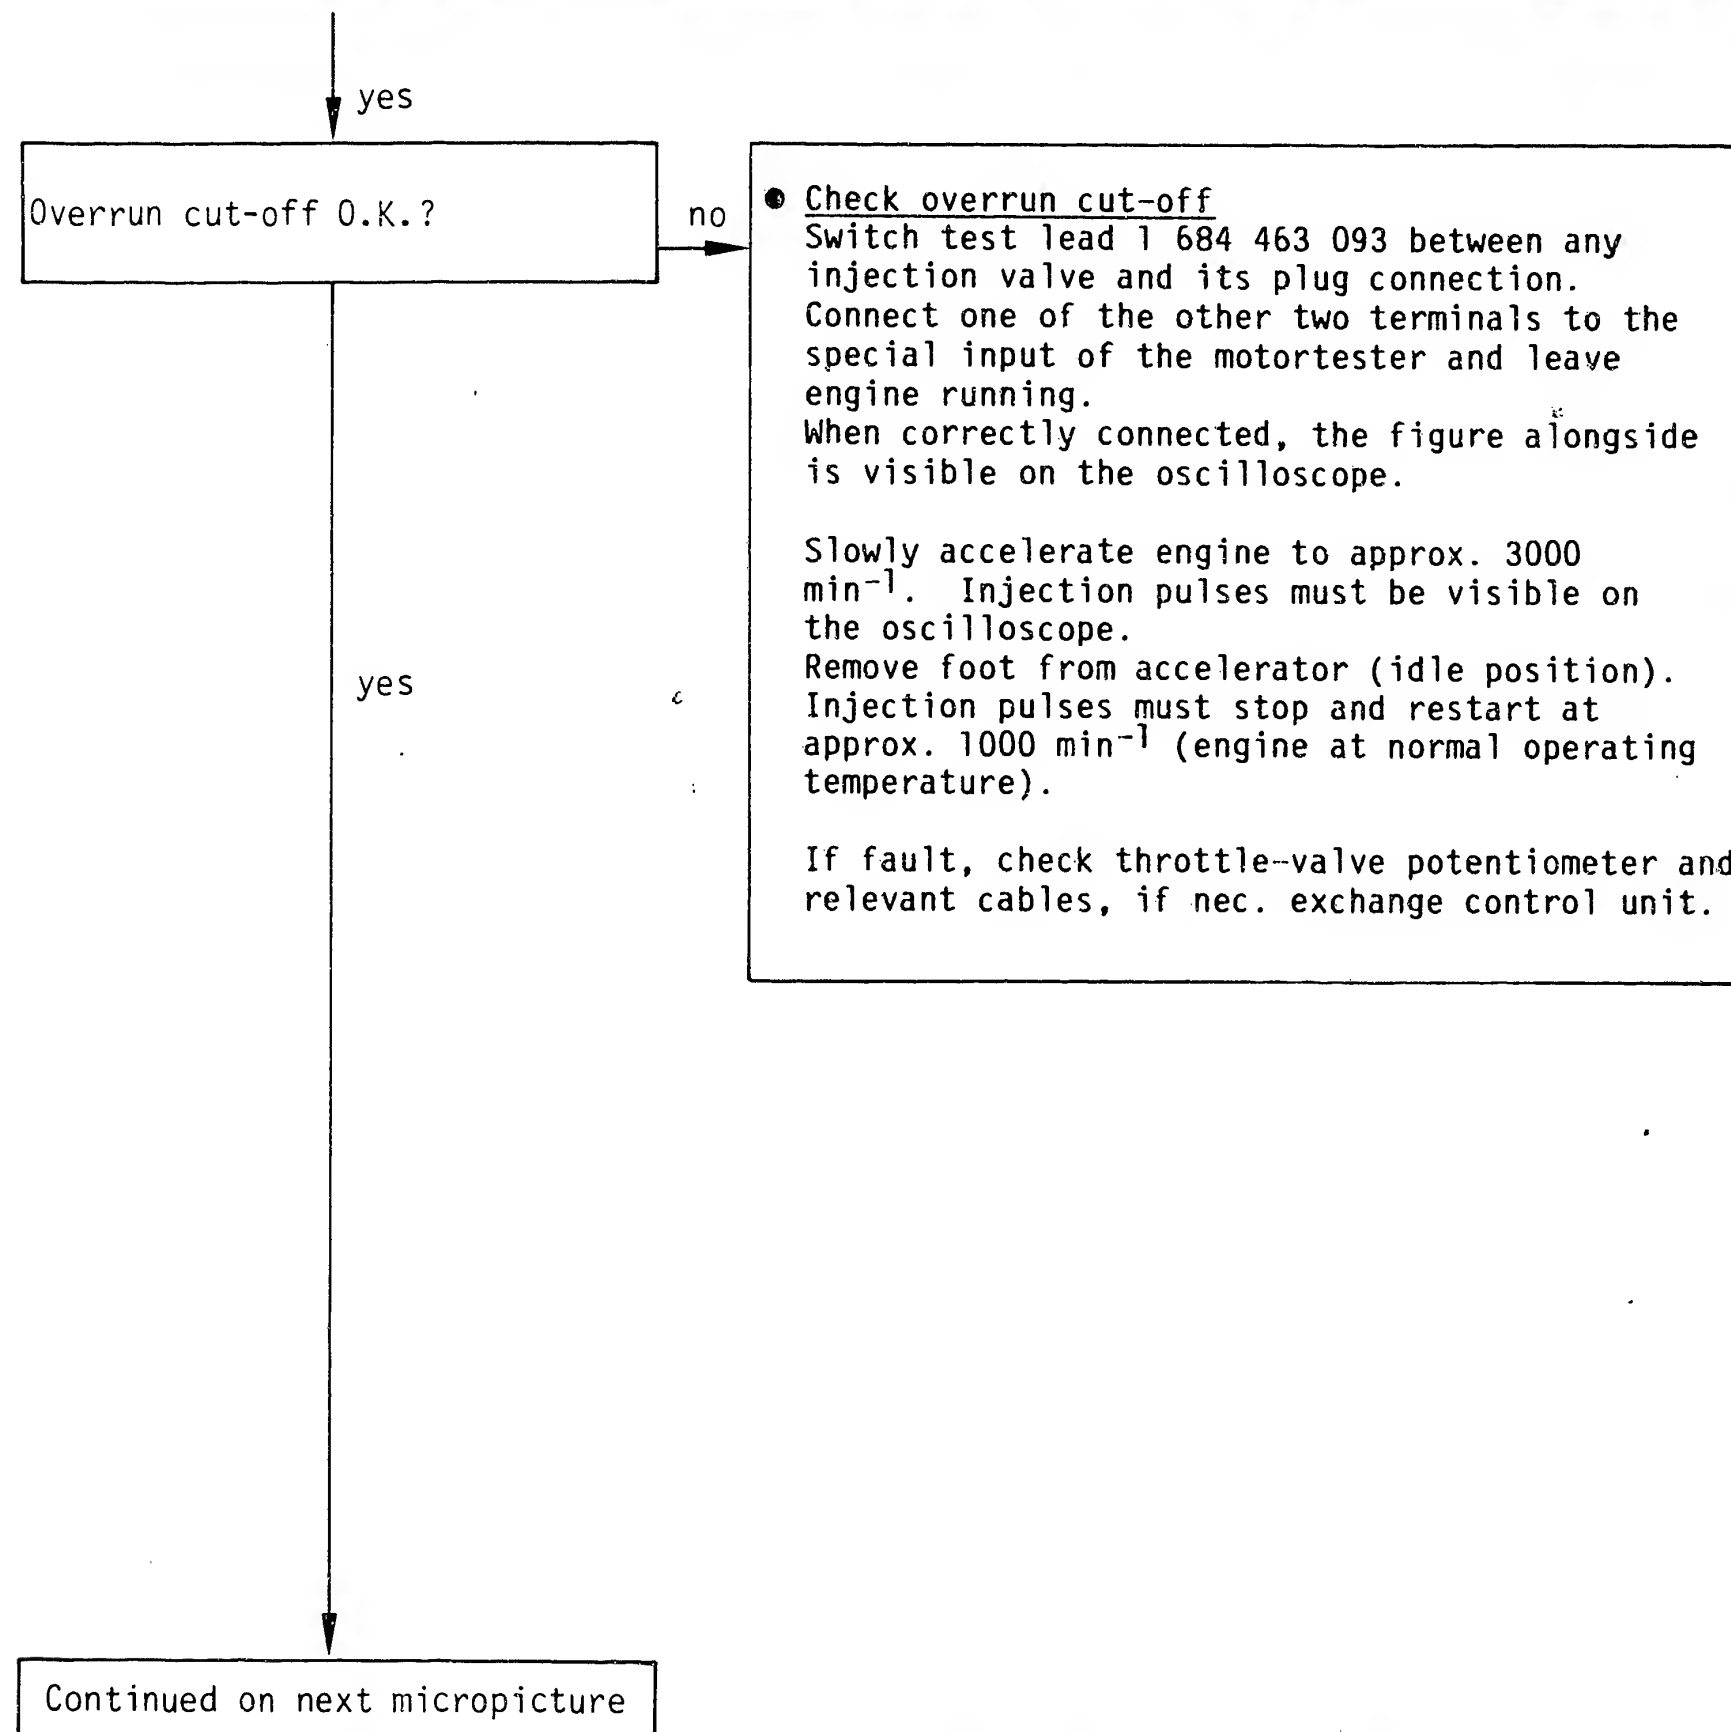 yes
Overrun cut-off O.K.?
no
● Check overrun cut-off
Switch test lead 1 684 463 093 between any
injection valve and its plug connection.
Connect one of the other two terminals to the
special input of the motortester and leave
engine running.
When correctly connected, the figure alongside
is visible on the oscilloscope.
Slowly accelerate engine to approx. 3000
min⁻¹. Injection pulses must be visible on
the oscilloscope.
Remove foot from accelerator (idle position).
Injection pulses must stop and restart at
approx. 1000 min⁻¹ (engine at normal operating
temperature).
If fault, check throttle-valve potentiometer and
relevant cables, if nec. exchange control unit.
yes
Continued on next micropicture